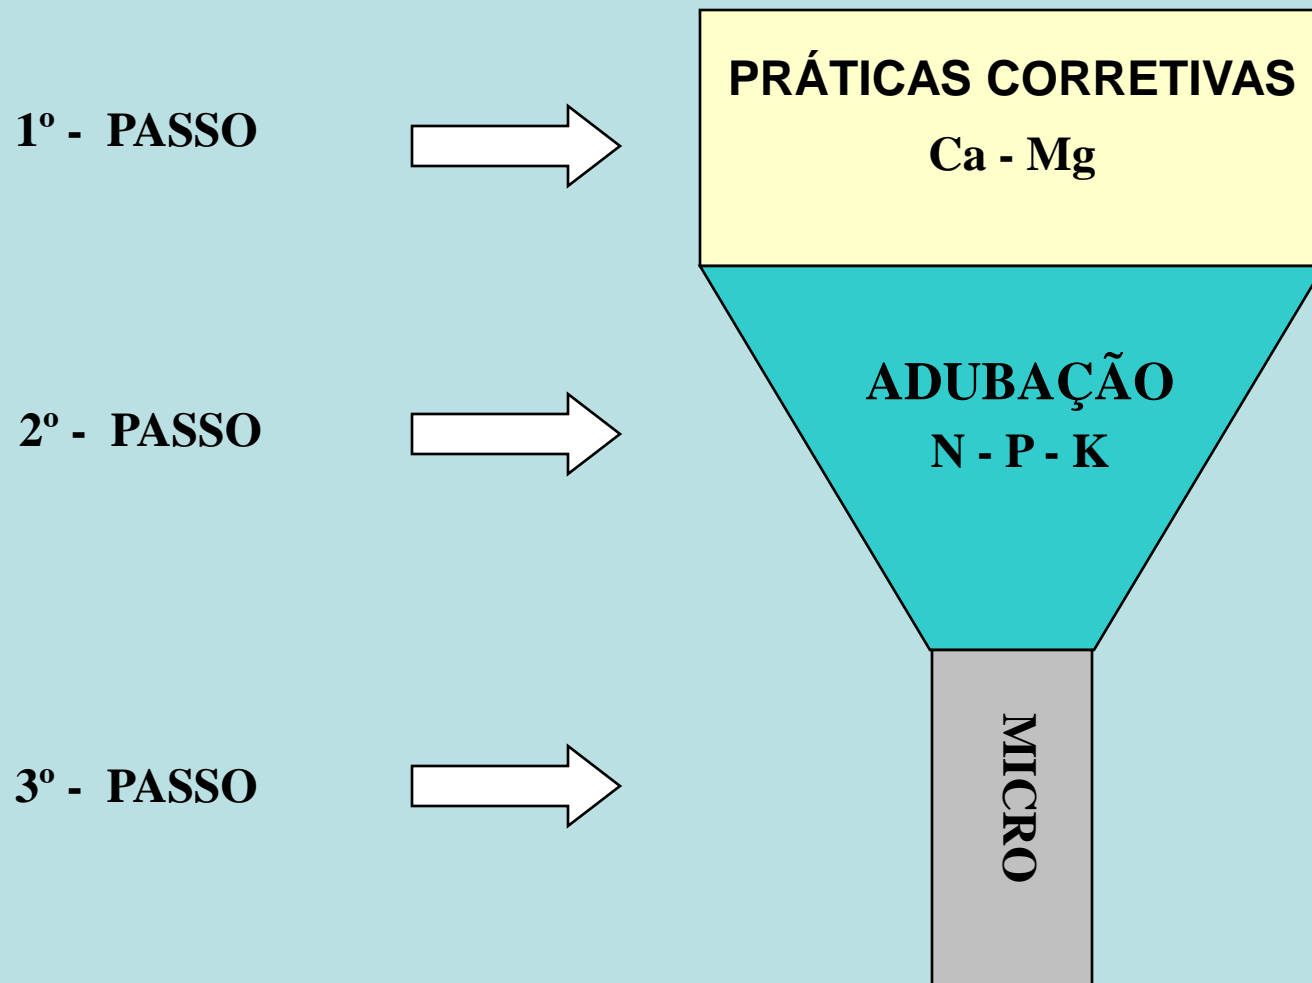 1º - PASSO
PRÁTICAS CORRETIVAS
Ca - Mg
2º - PASSO
ADUBAÇÃO
N - P - K
3º - PASSO
MICRO